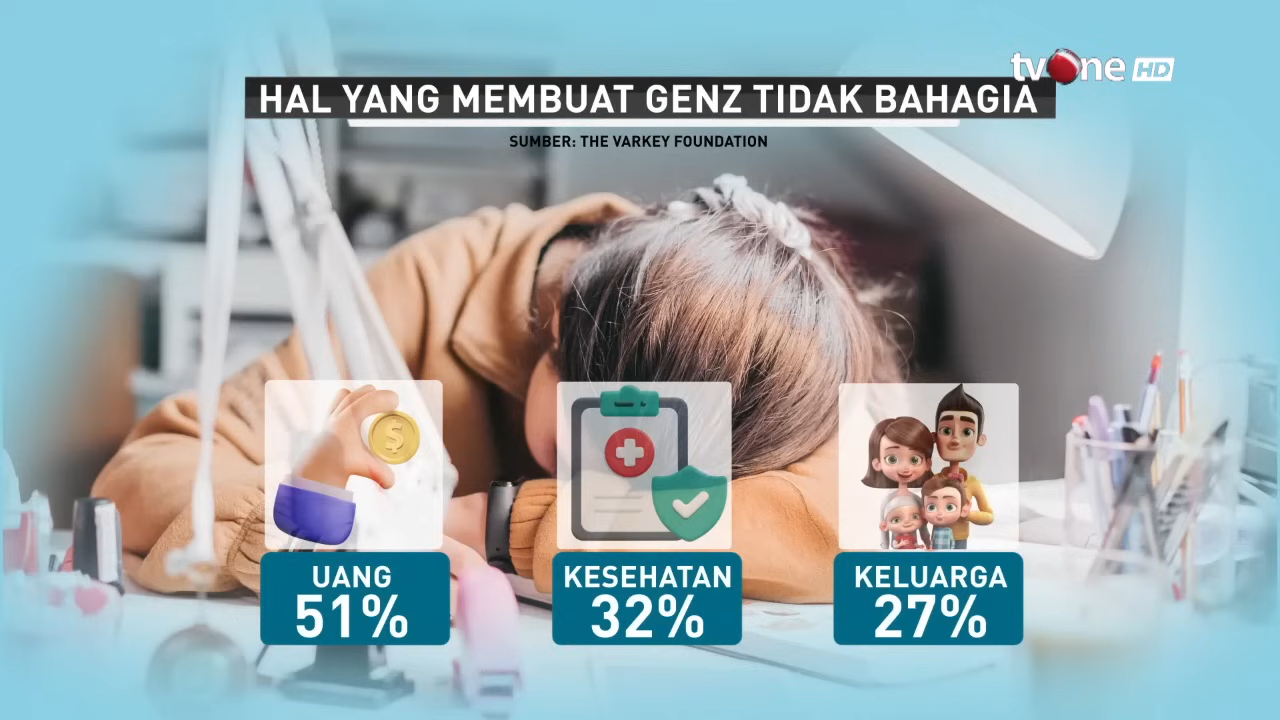 tvOne HD
HAL YANG MEMBUAT GENZ TIDAK BAHAGIA
SUMBER: THE VARKEY FOUNDATION
$
UANG
51%
KESEHATAN
32%
KELUARGA
27%